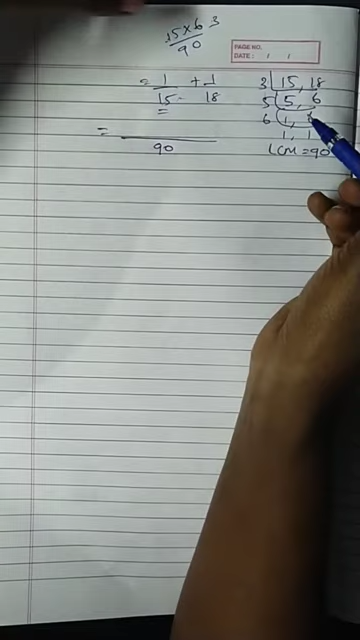 15 x 6 3
90
PAGE NO.
DATE : / /
= 1/15 + 1/18
=
= /90
3 | 15, 18
5 | 5, 6
6 | 1, 6
1, 1
LCM = 90